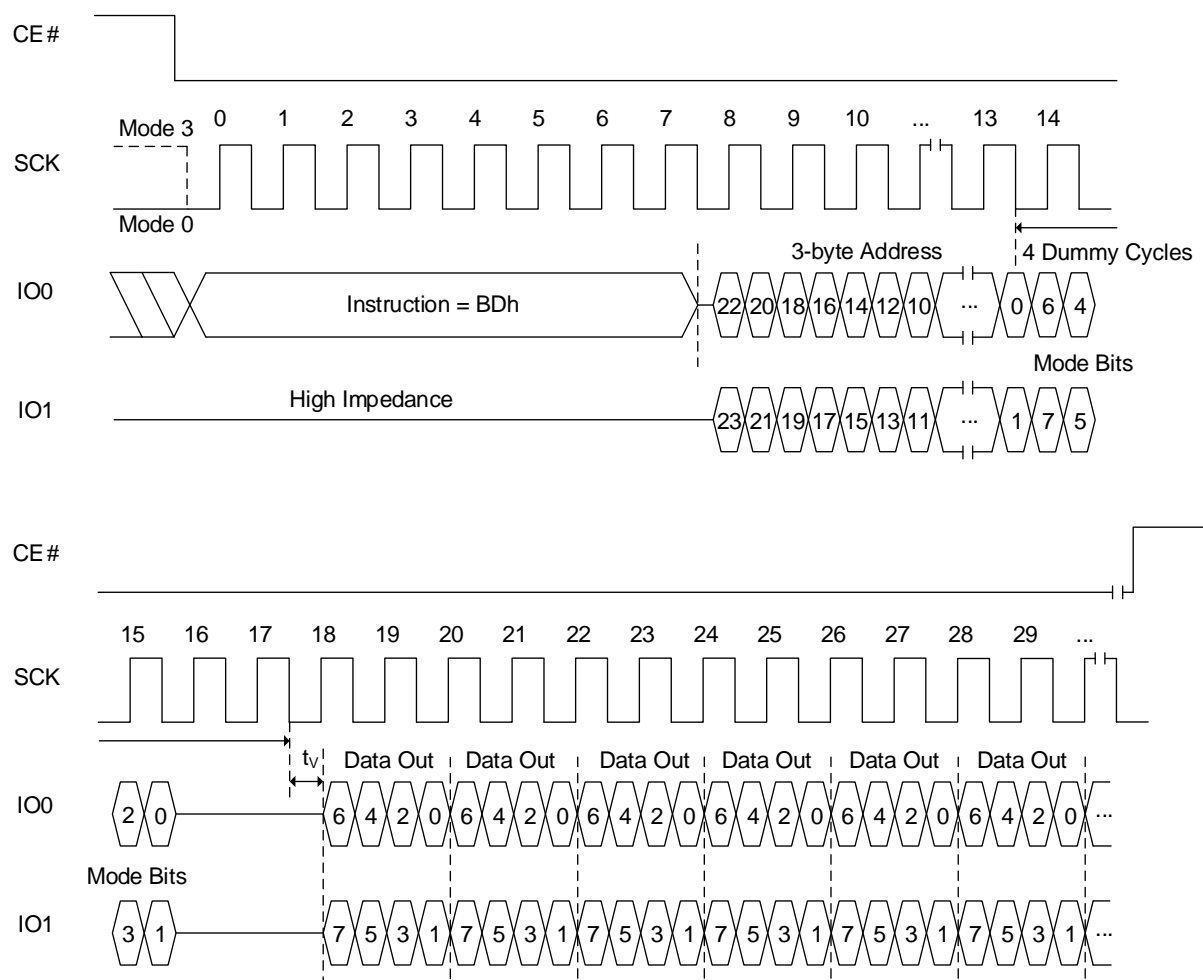 CE#
Mode 3
0 1 2 3 4 5 6 7 8 9 10 ... 13 14
SCK
Mode 0
3-byte Address
4 Dummy Cycles
IO0
Instruction = BDh
22 20 18 16 14 12 10 ... 0 6 4
Mode Bits
IO1
High Impedance
23 21 19 17 15 13 11 ... 1 7 5
CE#
15 16 17 18 19 20 21 22 23 24 25 26 27 28 29 ...
SCK
tV
Data Out Data Out Data Out Data Out Data Out Data Out
IO0
2 0 6 4 2 0 6 4 2 0 6 4 2 0 6 4 2 0 6 4 2 0 6 4 2 0 ...
Mode Bits
IO1
3 1 7 5 3 1 7 5 3 1 7 5 3 1 7 5 3 1 7 5 3 1 7 5 3 1 ...